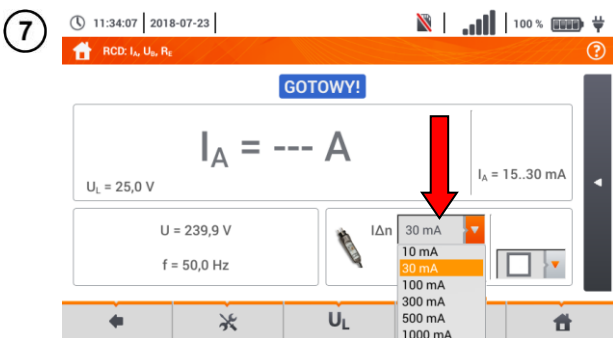 7
11:34:07 2018-07-23 100 %
RCD: IA, UB, RE ?
GOTOWY!
IA = --- A
UL = 25,0 V
IA = 15..30 mA
U = 239,9 V
f = 50,0 Hz
IΔn 30 mA
10 mA
30 mA
100 mA
300 mA
500 mA
1000 mA
UL